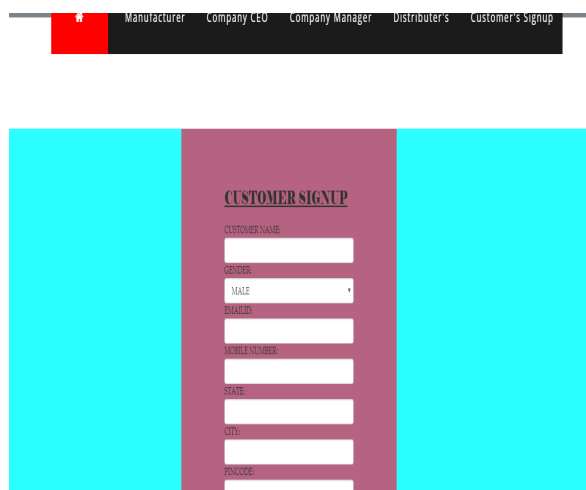 Manufacturer Company CEO Company Manager Distributer's Customer's Signup
CUSTOMER SIGNUP
CUSTOMER NAME:
GENDER:
MALE
EMAILID:
MOBILE NUMBER:
STATE:
CITY:
PINCODE: